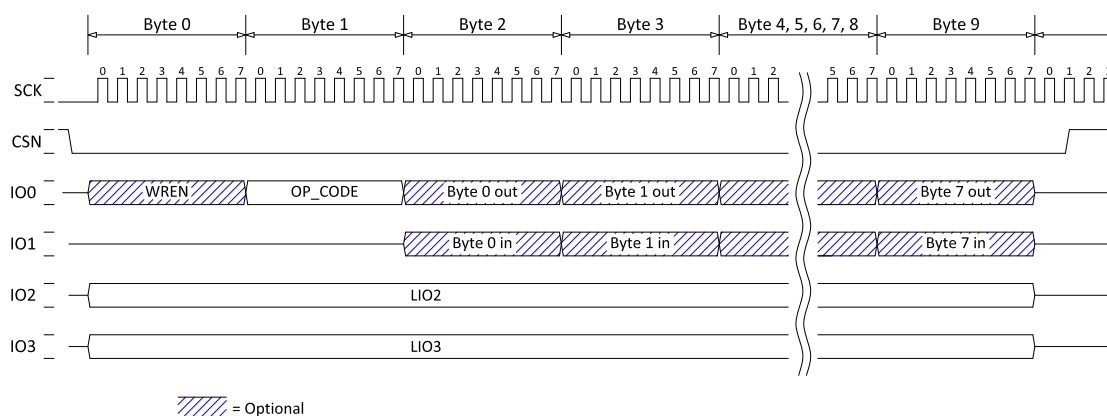 Byte 0 Byte 1 Byte 2 Byte 3 Byte 4, 5, 6, 7, 8 Byte 9
0 1 2 3 4 5 6 7 0 1 2 3 4 5 6 7 0 1 2 3 4 5 6 7 0 1 2 3 4 5 6 7 0 1 2 5 6 7 0 1 2 3 4 5 6 7 0 1 2
SCK
CSN
IO0 WREN OP_CODE Byte 0 out Byte 1 out Byte 7 out
IO1 Byte 0 in Byte 1 in Byte 7 in
IO2 LIO2
IO3 LIO3
= Optional